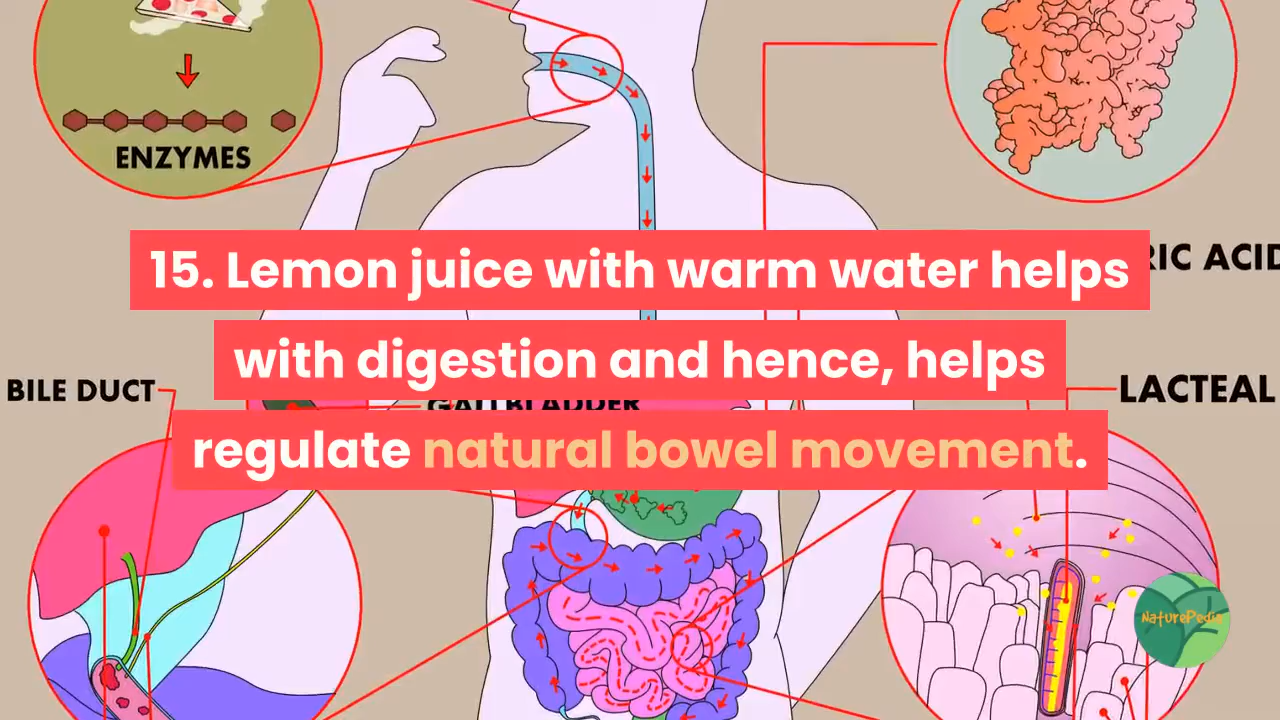 ENZYMES
15. Lemon juice with warm water helps
with digestion and hence, helps
regulate natural bowel movement.
RIC ACID
BILE DUCT
GALLBLADDER
LACTEAL
NaturePedia